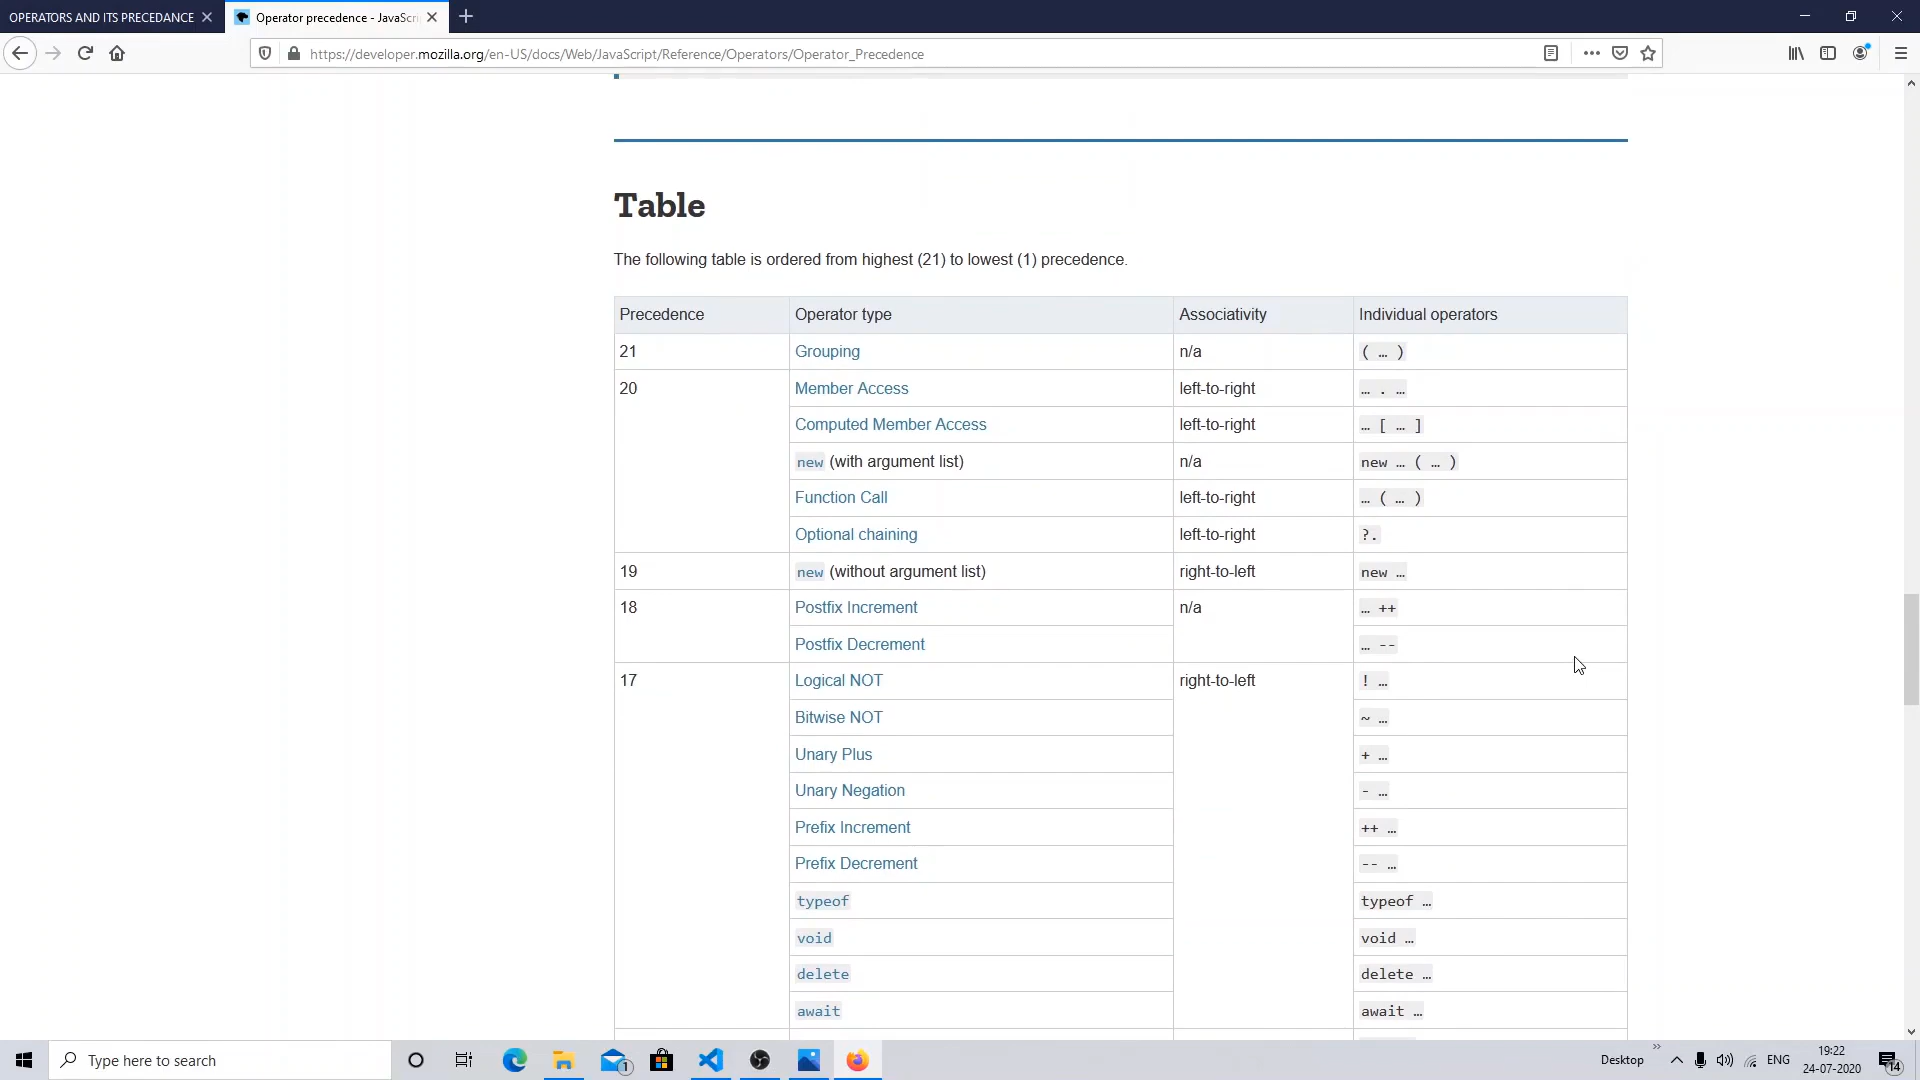 OPERATORS AND ITS PRECEDANCE
Operator precedence - JavaScri
https://developer.mozilla.org/en-US/docs/Web/JavaScript/Reference/Operators/Operator_Precedence
Table
The following table is ordered from highest (21) to lowest (1) precedence.
Precedence Operator type Associativity Individual operators
21 Grouping n/a ( … )
20 Member Access left-to-right … . …
Computed Member Access left-to-right … [ … ]
new (with argument list) n/a new … ( … )
Function Call left-to-right … ( … )
Optional chaining left-to-right ?.
19 new (without argument list) right-to-left new …
18 Postfix Increment n/a … ++
Postfix Decrement … --
17 Logical NOT right-to-left ! …
Bitwise NOT ~ …
Unary Plus + …
Unary Negation - …
Prefix Increment ++ …
Prefix Decrement -- …
typeof typeof …
void void …
delete delete …
await await …
Type here to search
1
Desktop
ENG
19:22
24-07-2020
14